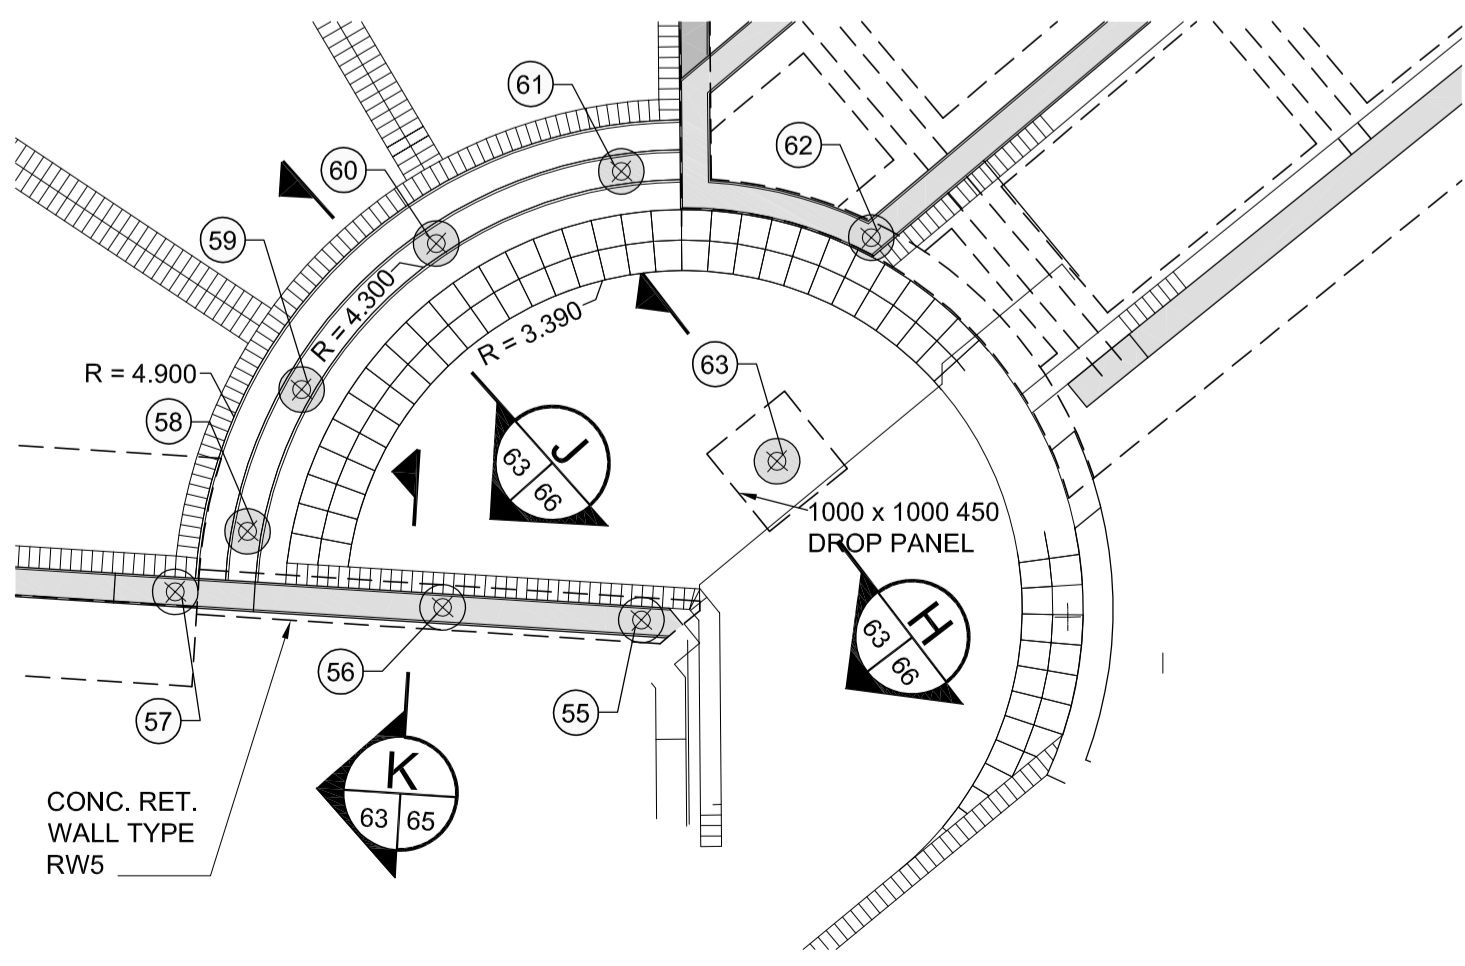 61
62
60
59
R = 4.300
R = 3.390
63
R = 4.900
58
J
63
66
1000 x 1000 450
DROP PANEL
H
63
66
56
55
57
K
63
65
CONC. RET.
WALL TYPE
RW5